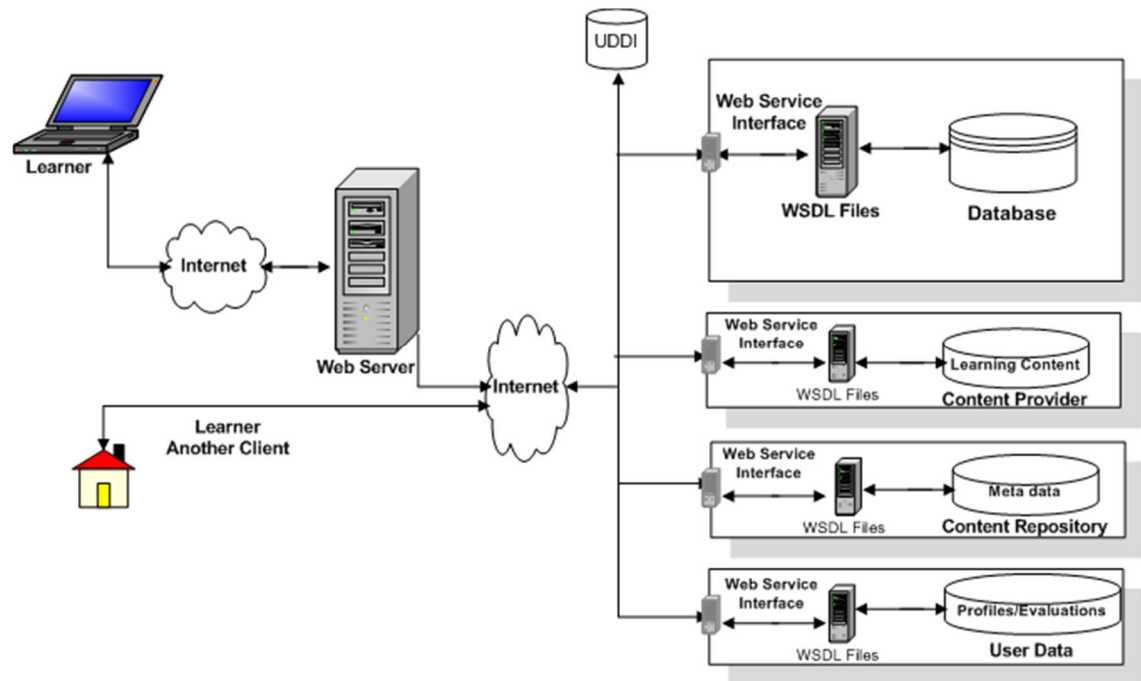 UDDI
Learner
Internet
Web Server
Internet
Learner
Another Client
Web Service
Interface
WSDL Files
Database
Web Service
Interface
WSDL Files
Learning Content
Content Provider
Web Service
Interface
WSDL Files
Meta data
Content Repository
Web Service
Interface
WSDL Files
Profiles/Evaluations
User Data